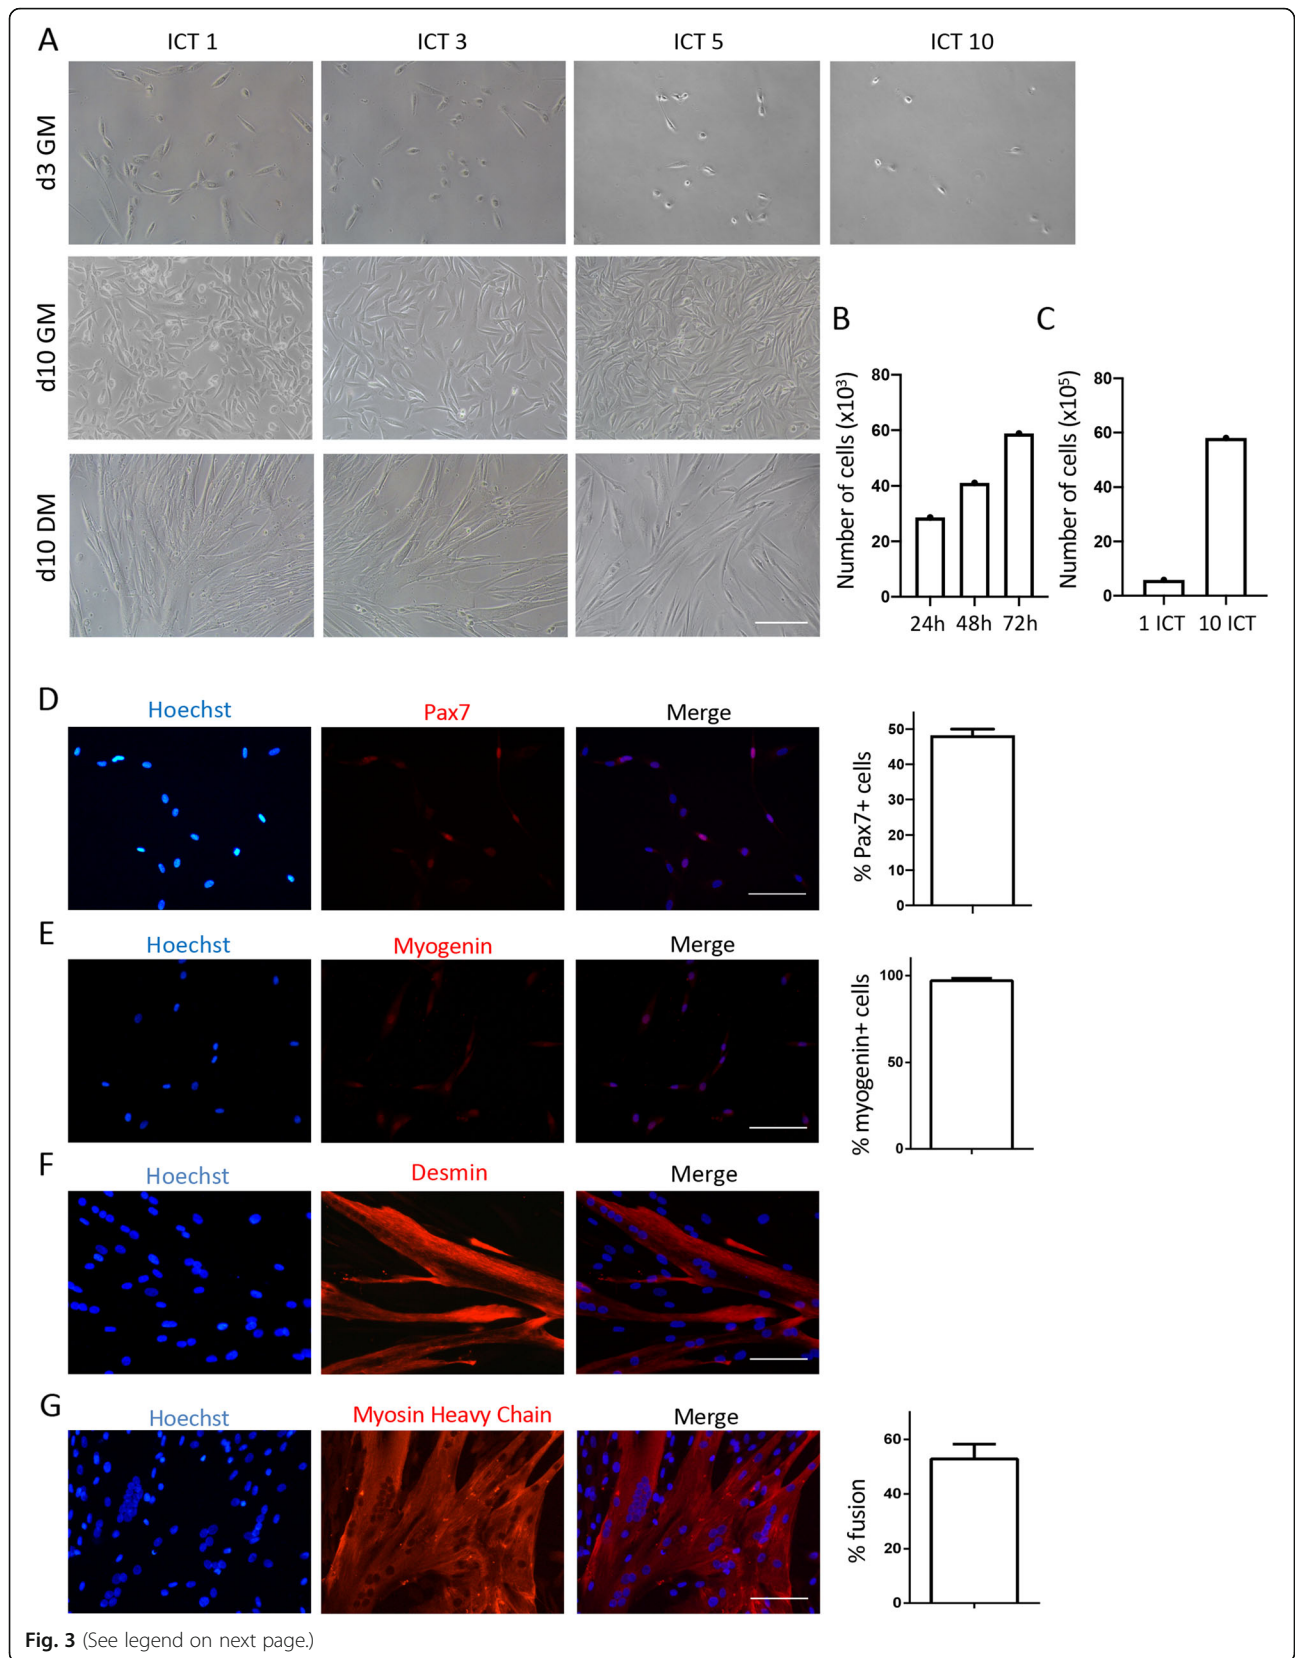 A
ICT 1 ICT 3 ICT 5 ICT 10
d3 GM
d10 GM
d10 DM
B
Number of cells (x10³)
80
60
40
20
0
24h 48h 72h
C
Number of cells (x10⁵)
80
60
40
20
0
1 ICT 10 ICT
D
Hoechst Pax7 Merge
% Pax7+ cells
50
40
30
20
10
0
E
Hoechst Myogenin Merge
% myogenin+ cells
100
50
0
F
Hoechst Desmin Merge
G
Hoechst Myosin Heavy Chain Merge
% fusion
60
40
20
0
Fig. 3 (See legend on next page.)